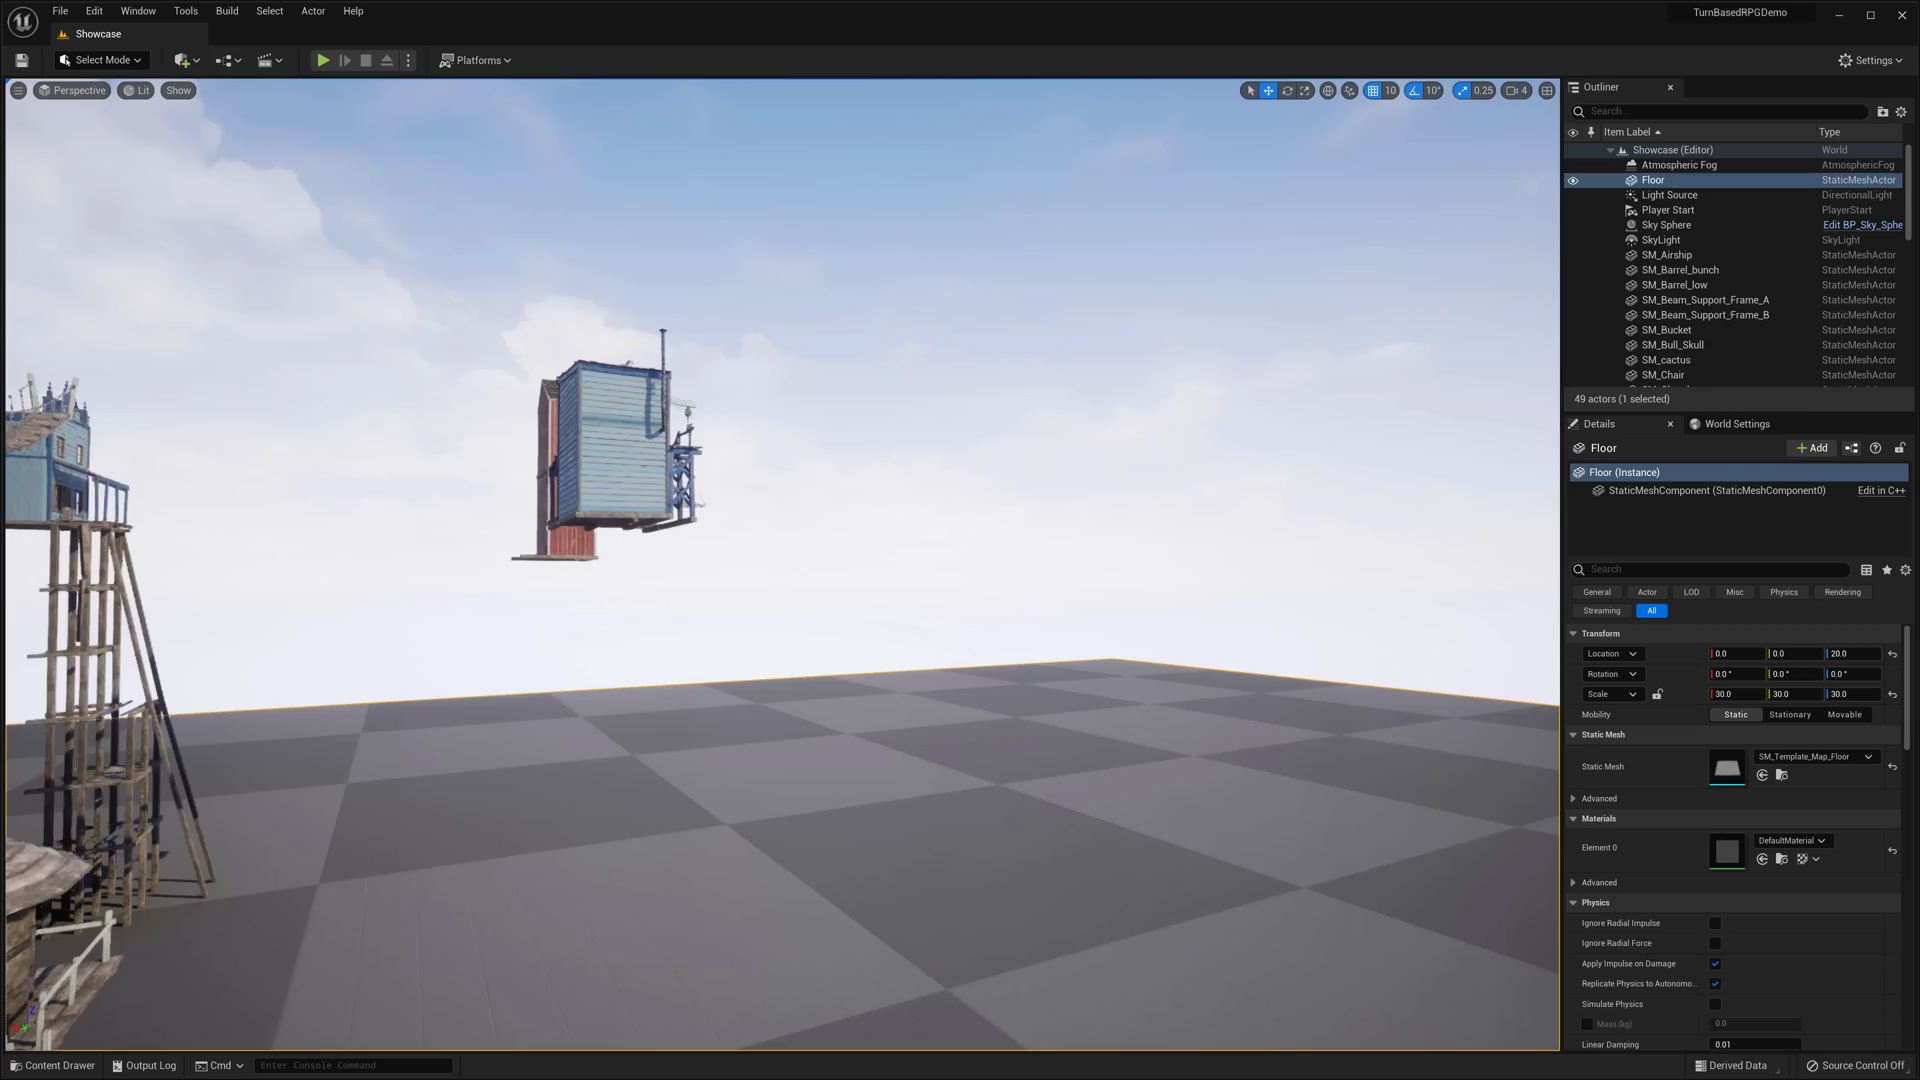 File Edit Window Tools Build Select Actor Help
TurnBasedRPGDemo
Showcase
Select Mode
Platforms
Settings
Perspective Lit Show
10 10° 0.25 4
Outliner
Search...
Item Label Type
Showcase (Editor) World
Atmospheric Fog AtmosphericFog
Floor StaticMeshActor
Light Source DirectionalLight
Player Start PlayerStart
Sky Sphere Edit BP_Sky_Sphe
SkyLight SkyLight
SM_Airship StaticMeshActor
SM_Barrel_bunch StaticMeshActor
SM_Barrel_low StaticMeshActor
SM_Beam_Support_Frame_A StaticMeshActor
SM_Beam_Support_Frame_B StaticMeshActor
SM_Bucket StaticMeshActor
SM_Bull_Skull StaticMeshActor
SM_cactus StaticMeshActor
SM_Chair StaticMeshActor
49 actors (1 selected)
Details World Settings
Floor + Add
Floor (Instance)
StaticMeshComponent (StaticMeshComponent0) Edit in C++
Search
General Actor LOD Misc Physics Rendering
Streaming All
Transform
Location 0.0 0.0 20.0
Rotation 0.0° 0.0° 0.0°
Scale 30.0 30.0 30.0
Mobility Static Stationary Movable
Static Mesh
Static Mesh SM_Template_Map_Floor
Advanced
Materials
Element 0 DefaultMaterial
Advanced
Physics
Ignore Radial Impulse
Ignore Radial Force
Apply Impulse on Damage
Replicate Physics to Autonomo...
Simulate Physics
Mass (kg) 0.0
Linear Damping 0.01
Z
Content Drawer Output Log Cmd Enter Console Command Derived Data Source Control Off